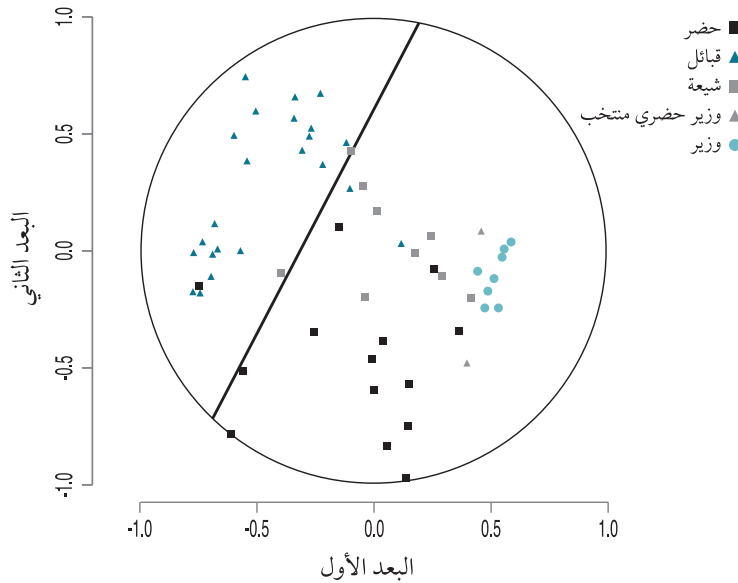 حضر
قبائل
شيعة
وزير حضري منتخب
وزير
1.0
0.5
0.0
-0.5
-1.0
البعد الثاني
-1.0
-0.5
0.0
0.5
1.0
البعد الأول